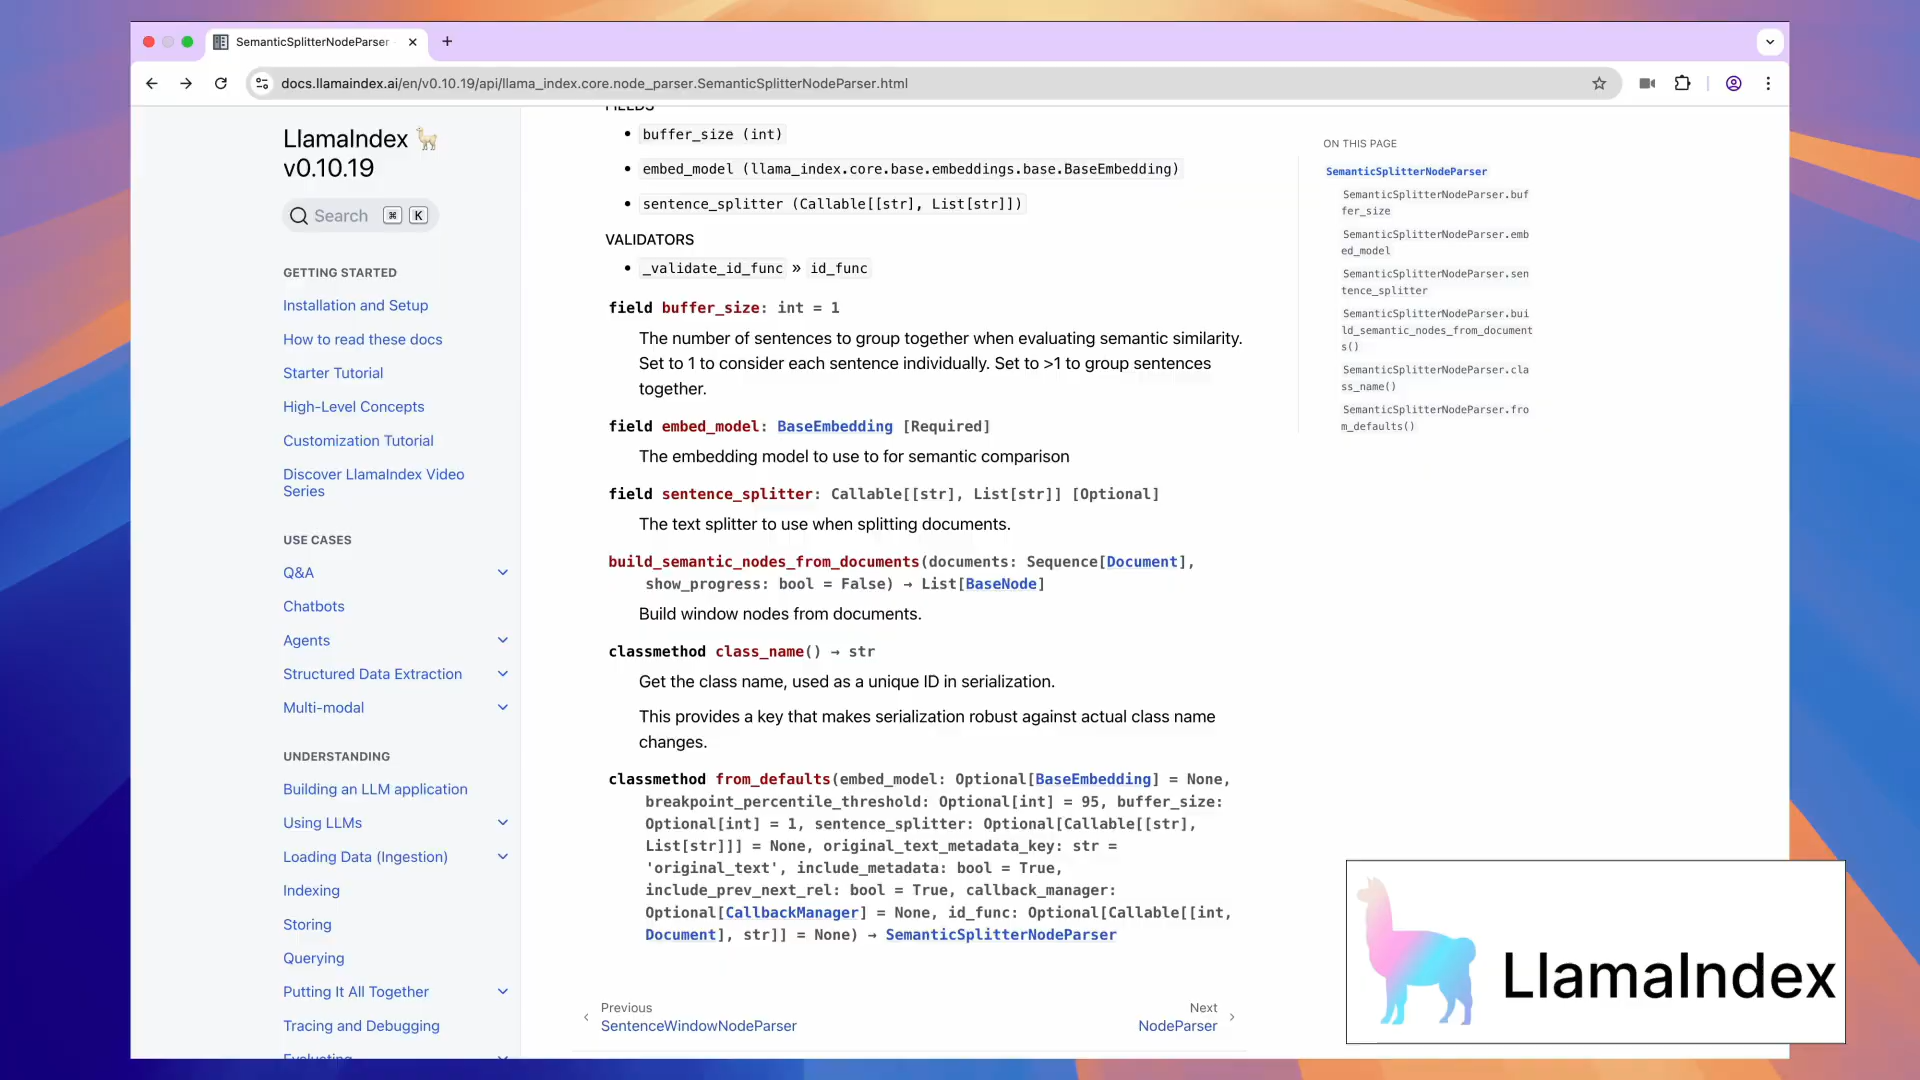 SemanticSplitterNodeParser
docs.llamaindex.ai/en/v0.10.19/api/llama_index.core.node_parser.SemanticSplitterNodeParser.html
LlamaIndex
v0.10.19
Search ⌘ K
GETTING STARTED
Installation and Setup
How to read these docs
Starter Tutorial
High-Level Concepts
Customization Tutorial
Discover LlamaIndex Video
Series
USE CASES
Q&A
Chatbots
Agents
Structured Data Extraction
Multi-modal
UNDERSTANDING
Building an LLM application
Using LLMs
Loading Data (Ingestion)
Indexing
Storing
Querying
Putting It All Together
Tracing and Debugging
Evaluating
FIELDS
• buffer_size (int)
• embed_model (llama_index.core.base.embeddings.base.BaseEmbedding)
• sentence_splitter (Callable[[str], List[str]])
VALIDATORS
• _validate_id_func » id_func
field buffer_size: int = 1
The number of sentences to group together when evaluating semantic similarity.
Set to 1 to consider each sentence individually. Set to >1 to group sentences
together.
field embed_model: BaseEmbedding [Required]
The embedding model to use to for semantic comparison
field sentence_splitter: Callable[[str], List[str]] [Optional]
The text splitter to use when splitting documents.
build_semantic_nodes_from_documents(documents: Sequence[Document],
show_progress: bool = False) → List[BaseNode]
Build window nodes from documents.
classmethod class_name() → str
Get the class name, used as a unique ID in serialization.
This provides a key that makes serialization robust against actual class name
changes.
classmethod from_defaults(embed_model: Optional[BaseEmbedding] = None,
breakpoint_percentile_threshold: Optional[int] = 95, buffer_size:
Optional[int] = 1, sentence_splitter: Optional[Callable[[str],
List[str]]] = None, original_text_metadata_key: str =
'original_text', include_metadata: bool = True,
include_prev_next_rel: bool = True, callback_manager:
Optional[CallbackManager] = None, id_func: Optional[Callable[[int,
Document], str]] = None) → SemanticSplitterNodeParser
Previous
SentenceWindowNodeParser
Next
NodeParser
ON THIS PAGE
SemanticSplitterNodeParser
SemanticSplitterNodeParser.buf
fer_size
SemanticSplitterNodeParser.emb
ed_model
SemanticSplitterNodeParser.sen
tence_splitter
SemanticSplitterNodeParser.bui
ld_semantic_nodes_from_document
s()
SemanticSplitterNodeParser.cla
ss_name()
SemanticSplitterNodeParser.fro
m_defaults()
LlamaIndex